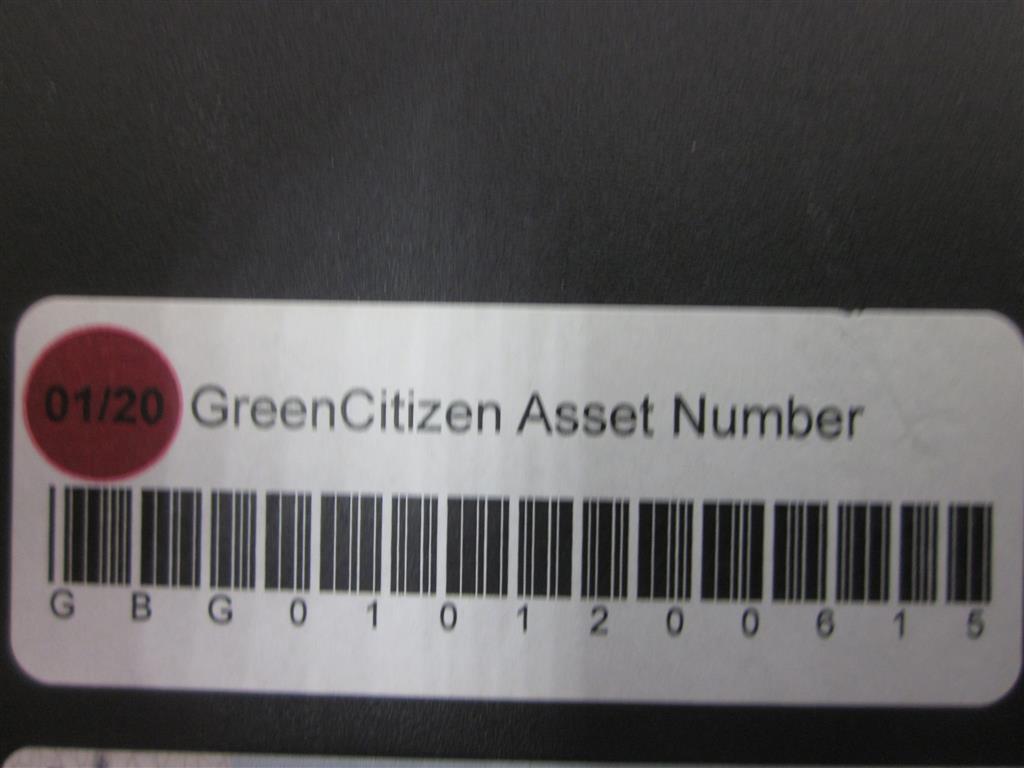 01/20 GreenCitizen Asset Number
G B G 0 1 0 1 2 0 0 6 1 5